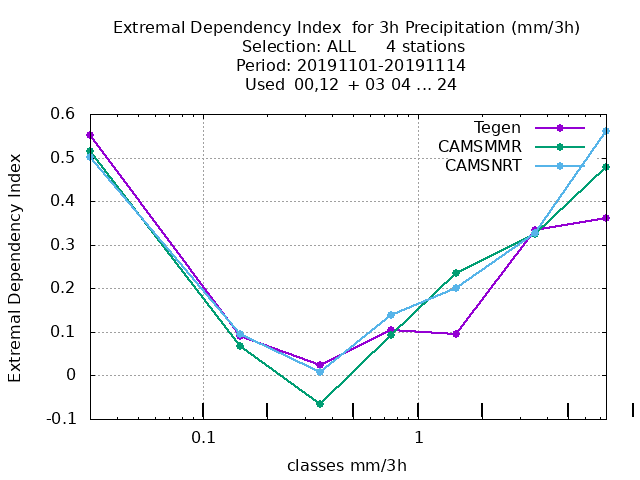 Extremal Dependency Index  for 3h Precipitation (mm/3h)
Selection: ALL      4 stations
Period: 20191101-20191114
Used  00,12  + 03 04 ... 24
Extremal Dependency Index
0.6
0.5
0.4
0.3
0.2
0.1
0
-0.1
Tegen
CAMSMMR
CAMSNRT
0.1
1
classes mm/3h